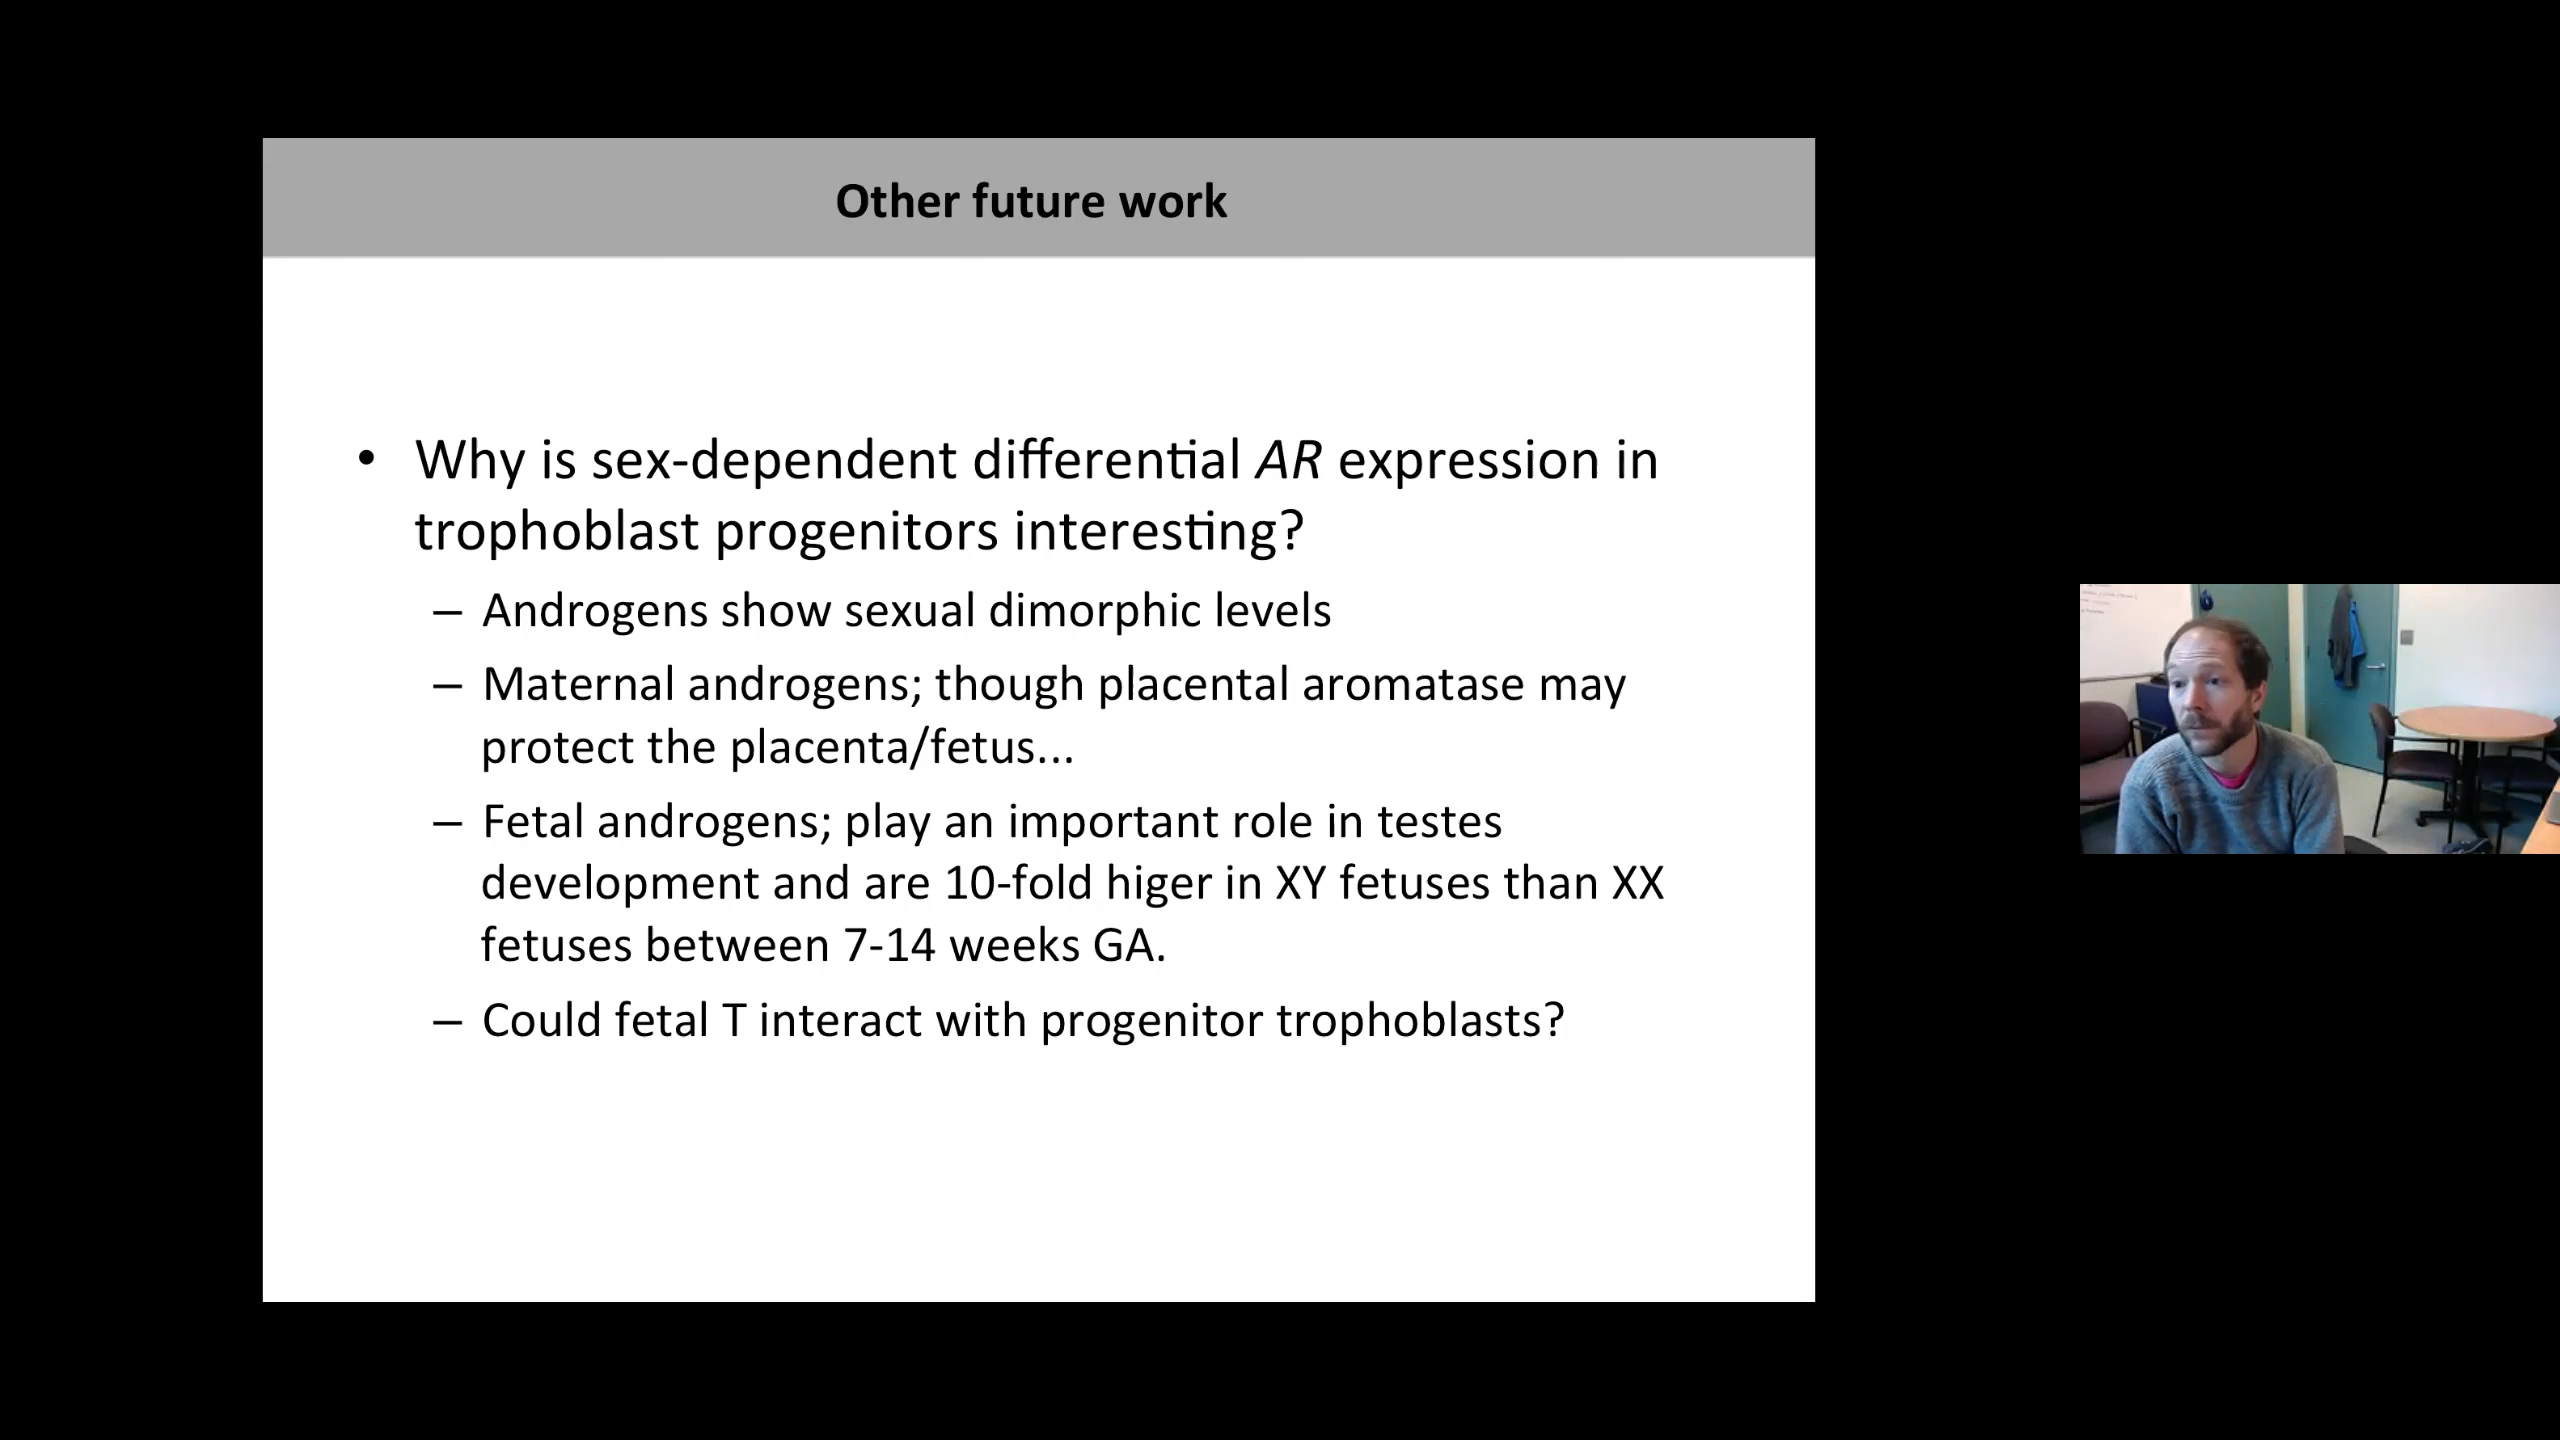 Other future work
• Why is sex-dependent differential AR expression in
trophoblast progenitors interesting?
– Androgens show sexual dimorphic levels
– Maternal androgens; though placental aromatase may
protect the placenta/fetus...
– Fetal androgens; play an important role in testes
development and are 10-fold higer in XY fetuses than XX
fetuses between 7-14 weeks GA.
– Could fetal T interact with progenitor trophoblasts?